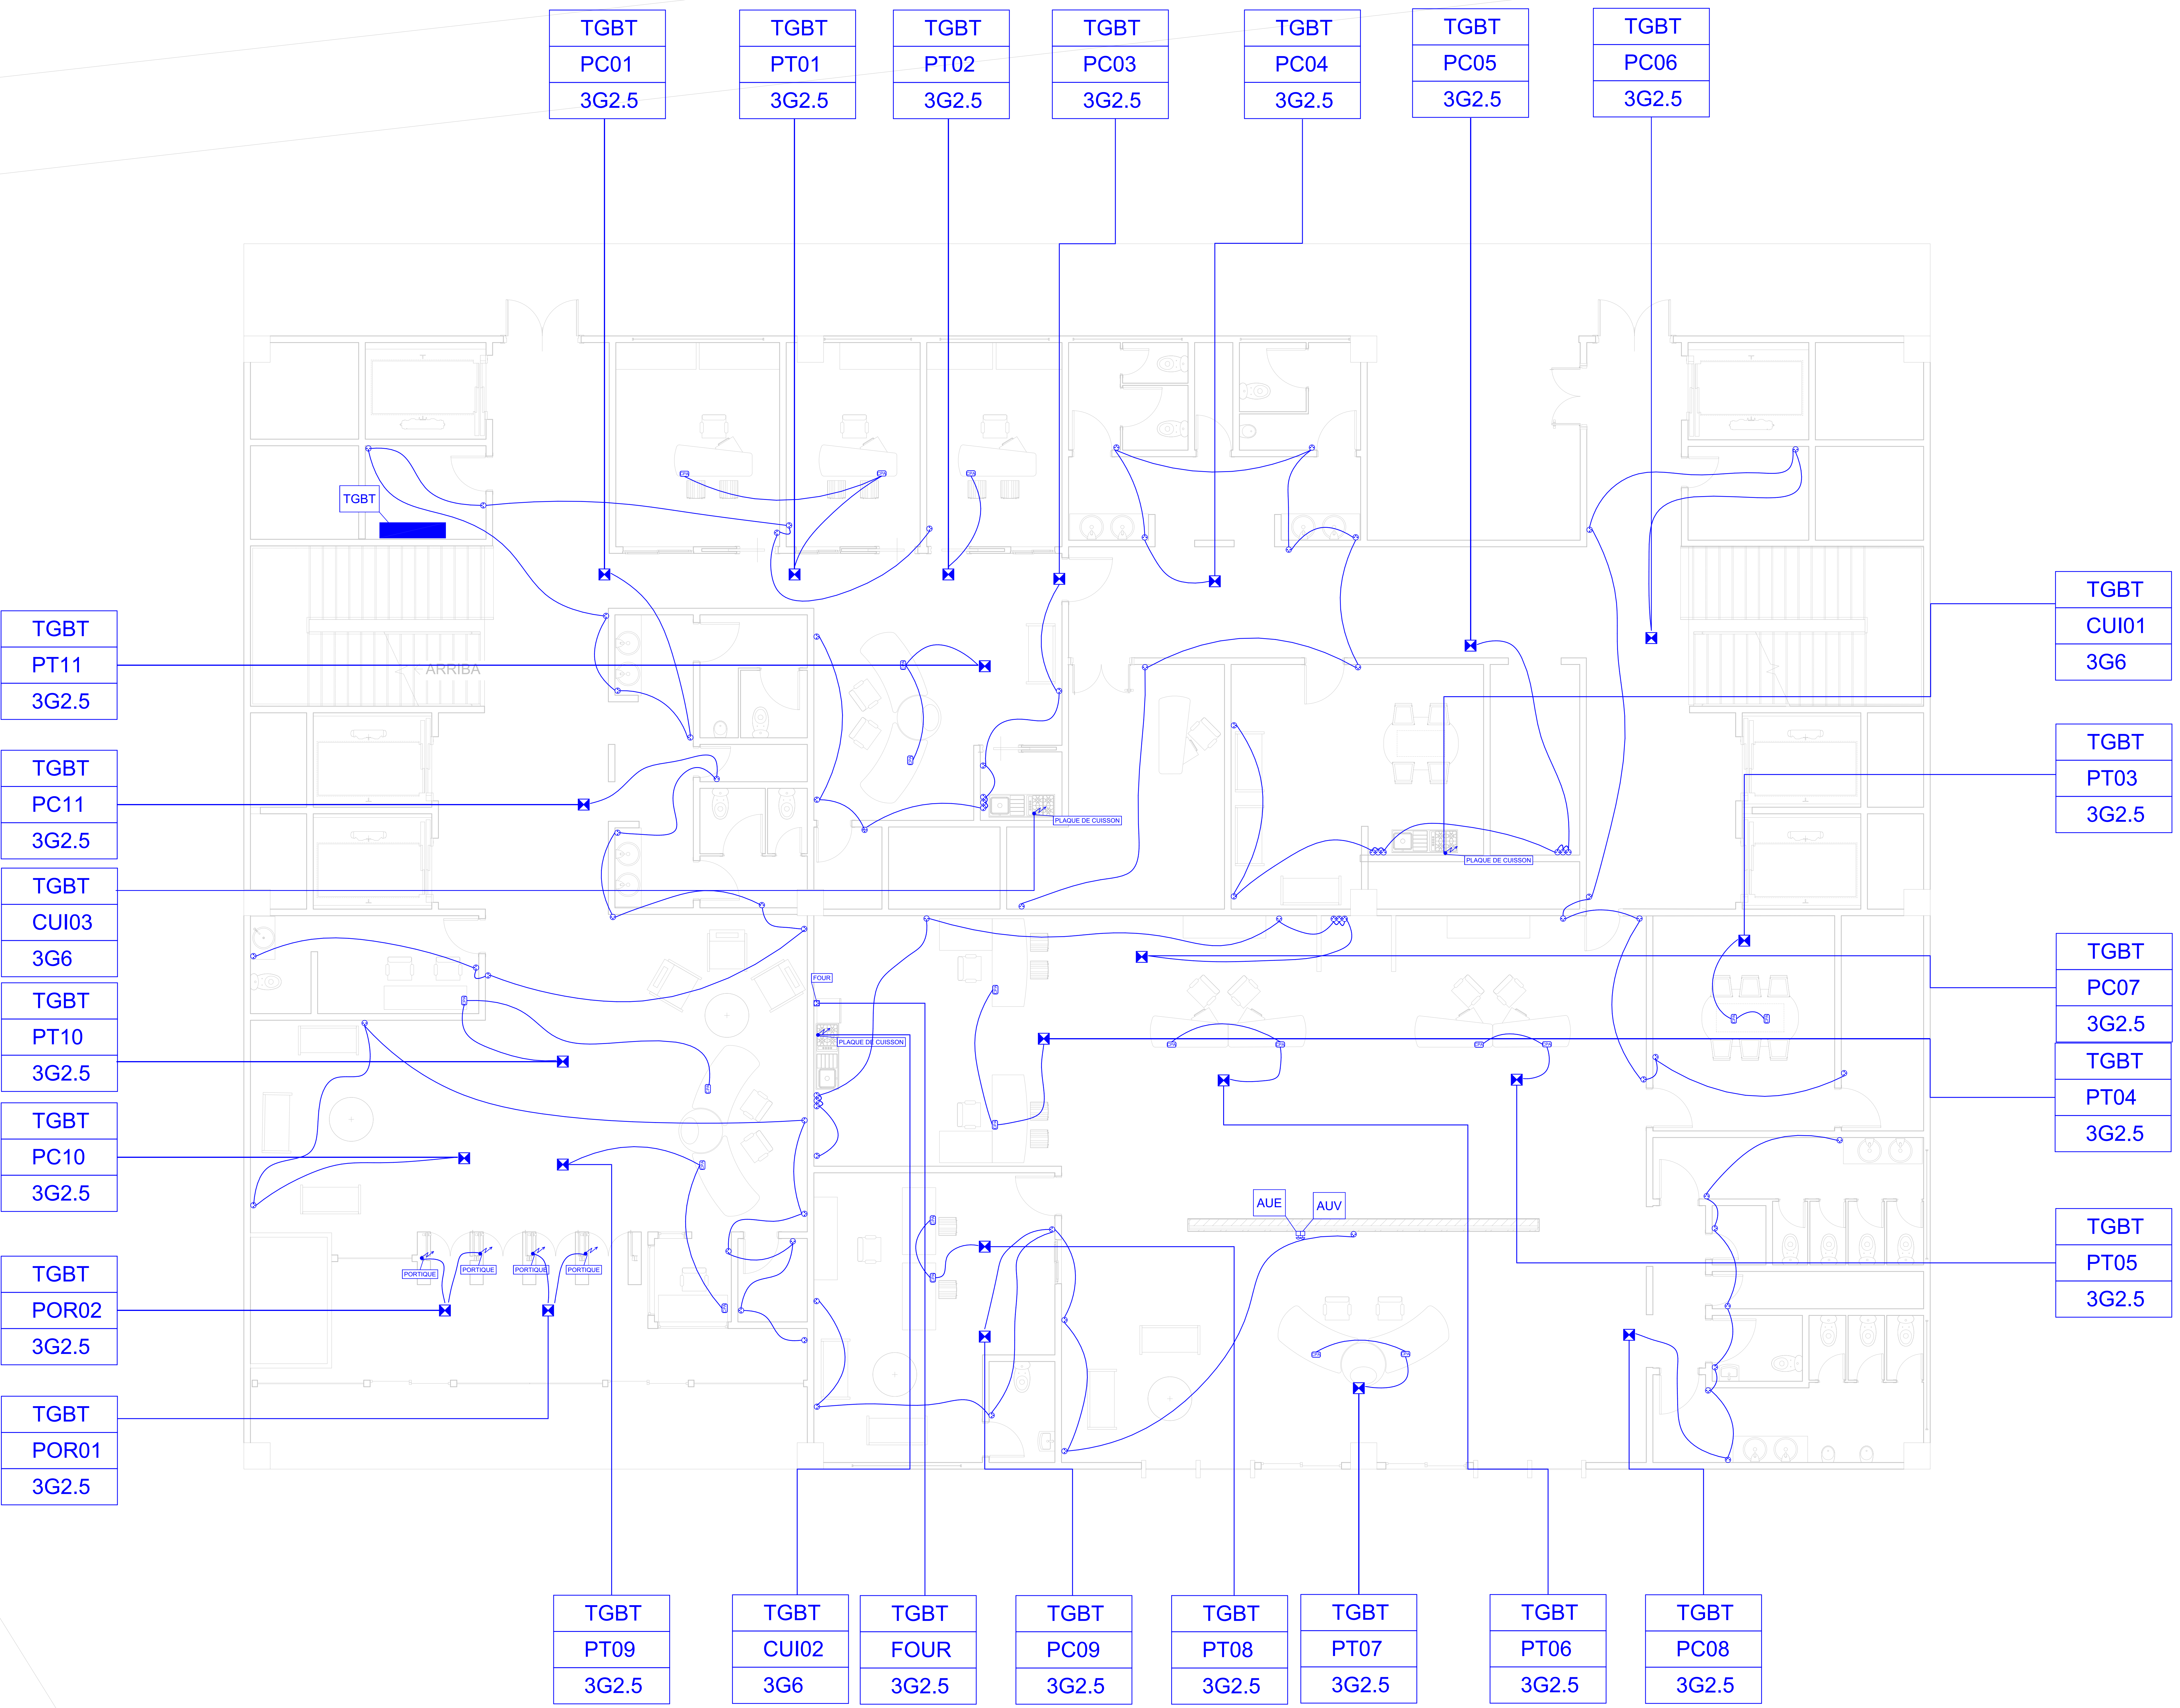 TGBT
PC01
3G2.5
TGBT
PT01
3G2.5
TGBT
PT02
3G2.5
TGBT
PC03
3G2.5
TGBT
PC04
3G2.5
TGBT
PC05
3G2.5
TGBT
PC06
3G2.5
TGBT
TGBT
CUI01
3G6
TGBT
PT11
3G2.5
ARRIBA
TGBT
PT03
3G2.5
TGBT
PC11
3G2.5
PLAQUE DE CUISSON
PLAQUE DE CUISSON
TGBT
CUI03
3G6
TGBT
PC07
3G2.5
FOUR
TGBT
PT10
3G2.5
PLAQUE DE CUISSON
TGBT
PT04
3G2.5
TGBT
PC10
3G2.5
AUE
AUV
TGBT
PT05
3G2.5
PORTIQUE
PORTIQUE
PORTIQUE
PORTIQUE
TGBT
POR02
3G2.5
TGBT
POR01
3G2.5
TGBT
PT09
3G2.5
TGBT
CUI02
3G6
TGBT
FOUR
3G2.5
TGBT
PC09
3G2.5
TGBT
PT08
3G2.5
TGBT
PT07
3G2.5
TGBT
PT06
3G2.5
TGBT
PC08
3G2.5